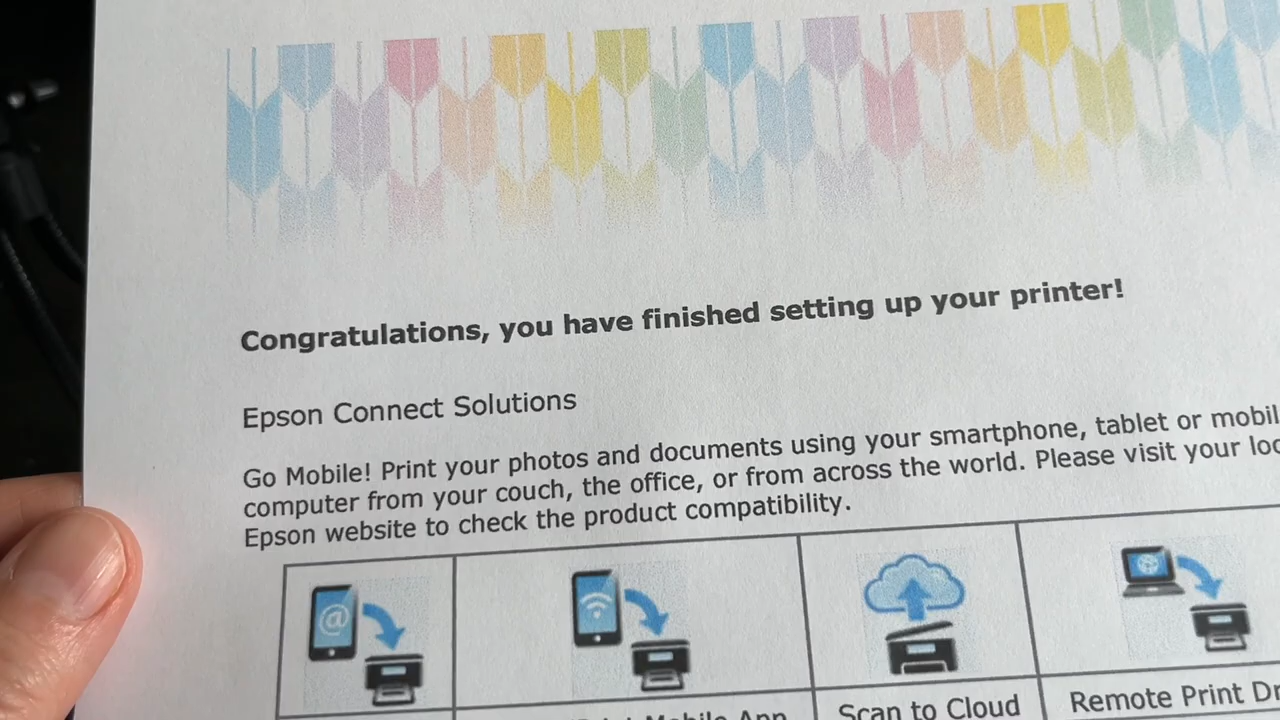 Congratulations, you have finished setting up your printer!
Epson Connect Solutions
Go Mobile! Print your photos and documents using your smartphone, tablet or
computer from your couch, the office, or from across the world. Please visit your
Epson website to check the product compatibility.
@
Mobile App
Scan to Cloud
Remote Print